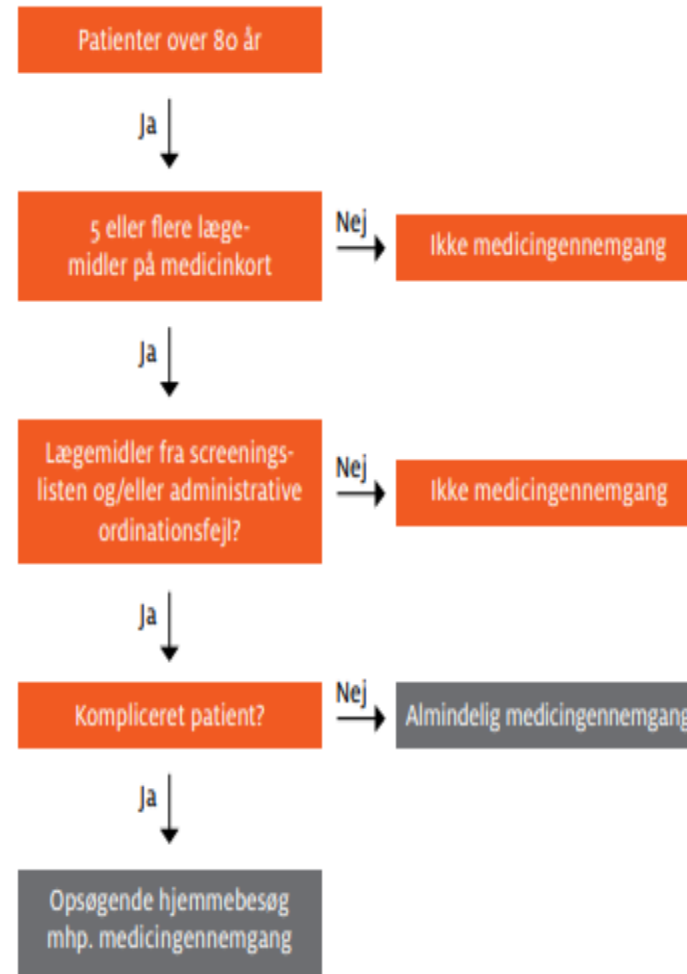 Patienter over 80 år
Ja
5 eller flere læge-
midler på medicinkort
Nej
Ikke medicingennemgang
Ja
Lægemidler fra screenings-
listen og/eller administrative
ordinationsfejl?
Nej
Ikke medicingennemgang
Ja
Kompliceret patient?
Nej
Almindelig medicingennemgang
Ja
Opsøgende hjemmebesøg
mhp. medicingennemgang